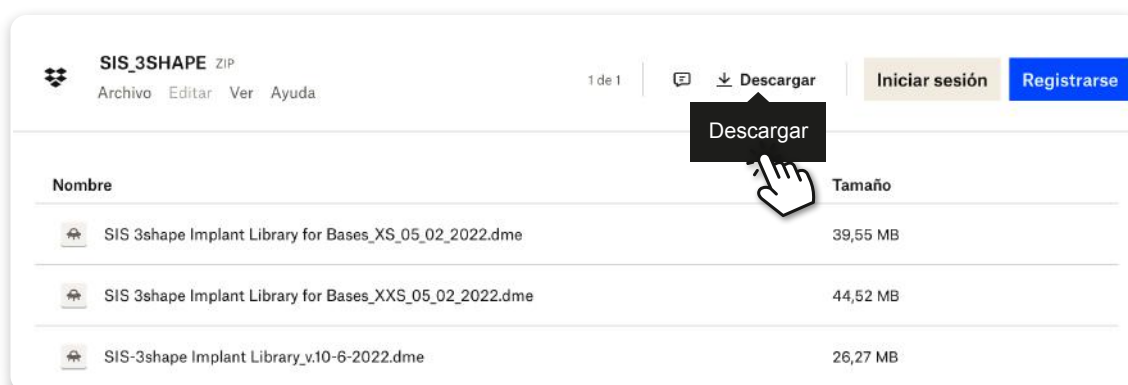 SIS_3SHAPE ZIP
Archivo Editar Ver Ayuda
1 de 1
Descargar
Iniciar sesión
Registrarse
Descargar
Nombre Tamaño
SIS 3shape Implant Library for Bases_XS_05_02_2022.dme 39,55 MB
SIS 3shape Implant Library for Bases_XXS_05_02_2022.dme 44,52 MB
SIS-3shape Implant Library_v.10-6-2022.dme 26,27 MB